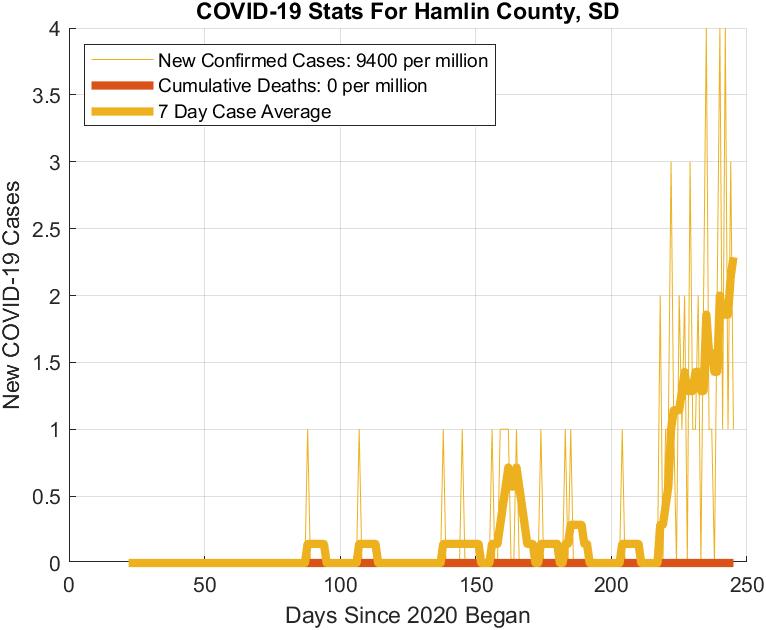 COVID-19 Stats For Hamlin County, SD
4
3.5
3
2.5
2
1.5
1
0.5
0
New COVID-19 Cases
New Confirmed Cases: 9400 per million
Cumulative Deaths: 0 per million
7 Day Case Average
0 50 100 150 200 250
Days Since 2020 Began